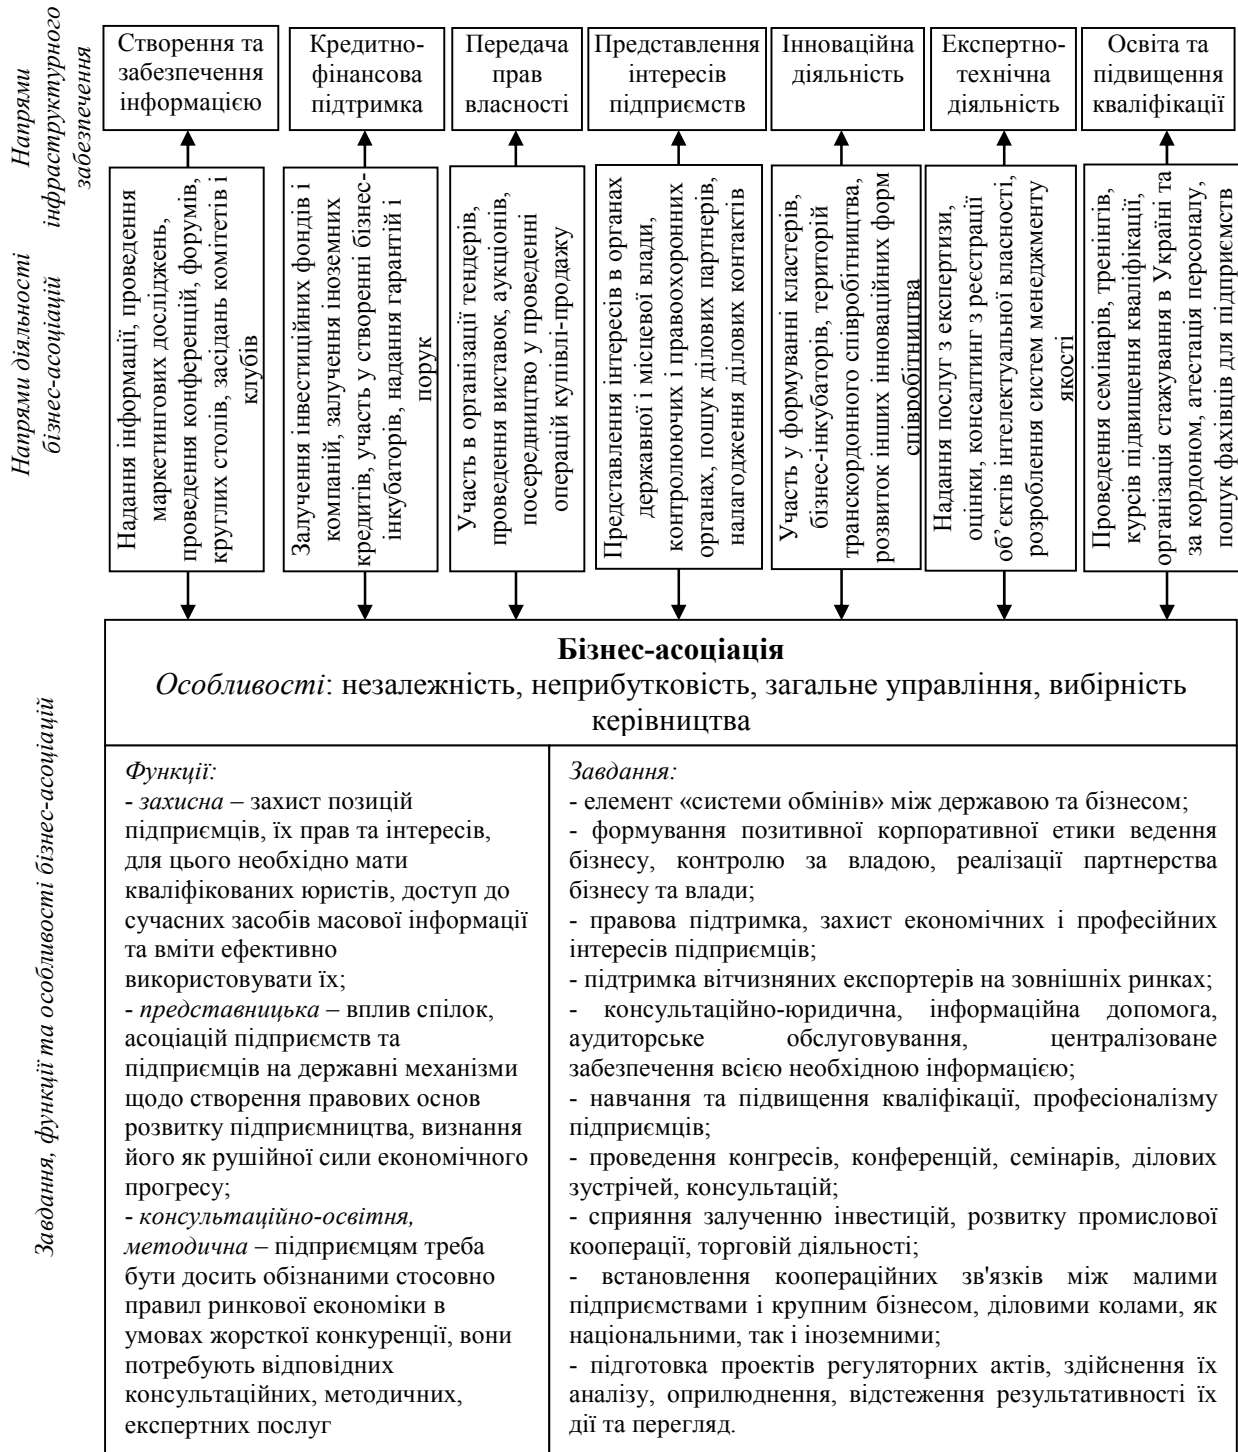 Напрями
інфраструктурного
забезпечення
Створення та
забезпечення
інформацією
Кредитно-
фінансова
підтримка
Передача
прав
власності
Представлення
інтересів
підприємств
Інноваційна
діяльність
Експертно-
технічна
діяльність
Освіта та
підвищення
кваліфікації
Напрями діяльності
бізнес-асоціацій
Надання інформації, проведення
маркетингових досліджень,
проведення конференцій, форумів,
круглих столів, засідань комітетів і
клубів
Залучення інвестиційних фондів і
компаній, залучення іноземних
кредитів, участь у створенні бізнес-
інкубаторів, надання гарантій і
порук
Участь в організації тендерів,
проведення виставок, аукціонів,
посередництво у проведенні
операцій купівлі-продажу
Представлення інтересів в органах
державної і місцевої влади,
контролюючих і правоохоронних
органах, пошук ділових партнерів,
налагодження ділових контактів
Участь у формуванні кластерів,
бізнес-інкубаторів, територій
транскордонного співробітництва,
розвиток інших інноваційних форм
співробітництва
Надання послуг з експертизи,
оцінки, консалтинг з реєстрації
об`єктів інтелектуальної власності,
розроблення систем менеджменту
якості
Проведення семінарів, тренінгів,
курсів підвищення кваліфікації,
організація стажування в Україні та
за кордоном, атестація персоналу,
пошук фахівців для підприємств
Завдання, функції та особливості бізнес-асоціацій
Бізнес-асоціація
Особливості: незалежність, неприбутковість, загальне управління, вибірність
керівництва
Функції:
- захисна – захист позицій
підприємців, їх прав та інтересів,
для цього необхідно мати
кваліфікованих юристів, доступ до
сучасних засобів масової інформації
та вміти ефективно
використовувати їх;
- представницька – вплив спілок,
асоціацій підприємств та
підприємців на державні механізми
щодо створення правових основ
розвитку підприємництва, визнання
його як рушійної сили економічного
прогресу;
- консультаційно-освітня,
методична – підприємцям треба
бути досить обізнаними стосовно
правил ринкової економіки в
умовах жорсткої конкуренції, вони
потребують відповідних
консультаційних, методичних,
експертних послуг
Завдання:
- елемент «системи обмінів» між державою та бізнесом;
- формування позитивної корпоративної етики ведення
бізнесу, контролю за владою, реалізації партнерства
бізнесу та влади;
- правова підтримка, захист економічних і професійних
інтересів підприємців;
- підтримка вітчизняних експортерів на зовнішніх ринках;
- консультаційно-юридична, інформаційна допомога,
аудиторське обслуговування, централізоване
забезпечення всією необхідною інформацією;
- навчання та підвищення кваліфікації, професіоналізму
підприємців;
- проведення конгресів, конференцій, семінарів, ділових
зустрічей, консультацій;
- сприяння залученню інвестицій, розвитку промислової
кооперації, торговій діяльності;
- встановлення коопераційних зв'язків між малими
підприємствами і крупним бізнесом, діловими колами, як
національними, так і іноземними;
- підготовка проектів регуляторних актів, здійснення їх
аналізу, оприлюднення, відстеження результативності їх
дії та перегляд.